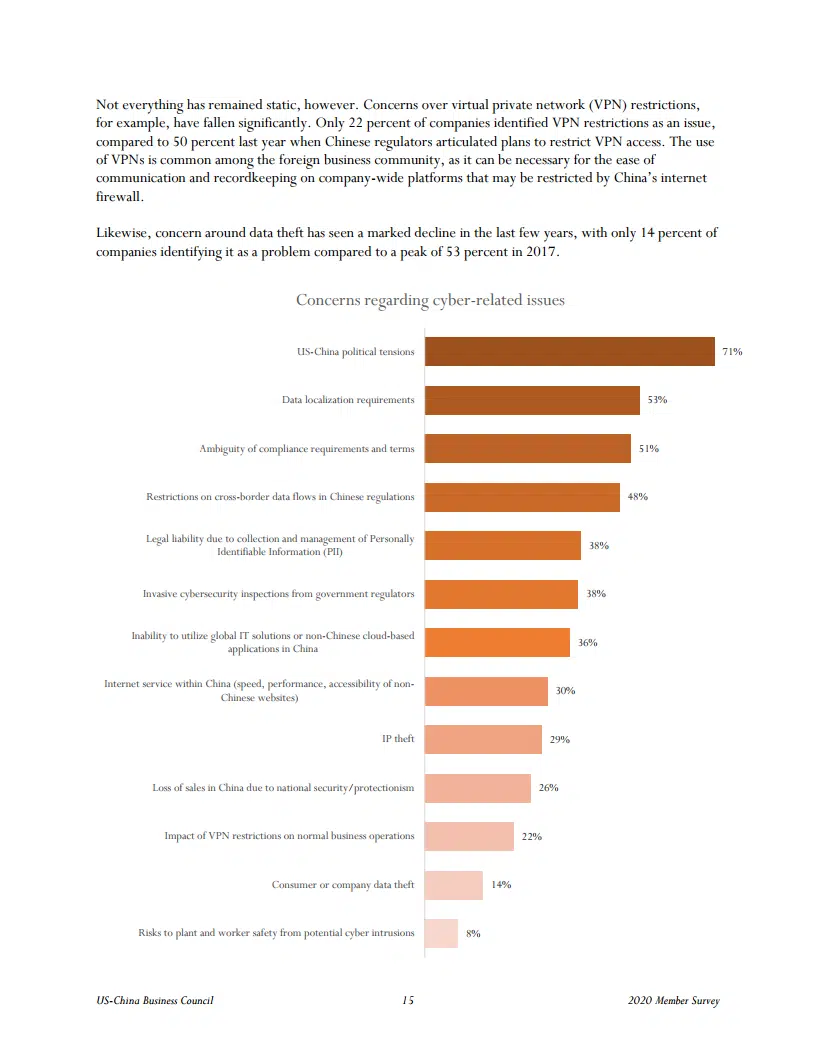 Not everything has remained static, however. Concerns over virtual private network (VPN) restrictions,
for example, have fallen significantly. Only 22 percent of companies identified VPN restrictions as an issue,
compared to 50 percent last year when Chinese regulators articulated plans to restrict VPN access. The use
of VPNs is common among the foreign business community, as it can be necessary for the ease of
communication and recordkeeping on company-wide platforms that may be restricted by China's internet
firewall.
Likewise, concern around data theft has seen a marked decline in the last few years, with only 14 percent of
companies identifying it as a problem compared to a peak of 53 percent in 2017.
Concerns regarding cyber-related issues
US-China political tensions 71%
Data localization requirements 53%
Ambiguity of compliance requirements and terms 51%
Restrictions on cross-border data flows in Chinese regulations 48%
Legal liability due to collection and management of Personally
Identifiable Information (PII) 38%
Invasive cybersecurity inspections from government regulators 38%
Inability to utilize global IT solutions or non-Chinese cloud-based
applications in China 36%
Internet service within China (speed, performance, accessibility of non-
Chinese websites) 30%
IP theft 29%
Loss of sales in China due to national security/protectionism 26%
Impact of VPN restrictions on normal business operations 22%
Consumer or company data theft 14%
Risks to plant and worker safety from potential cyber intrusions 8%
US-China Business Council 15 2020 Member Survey